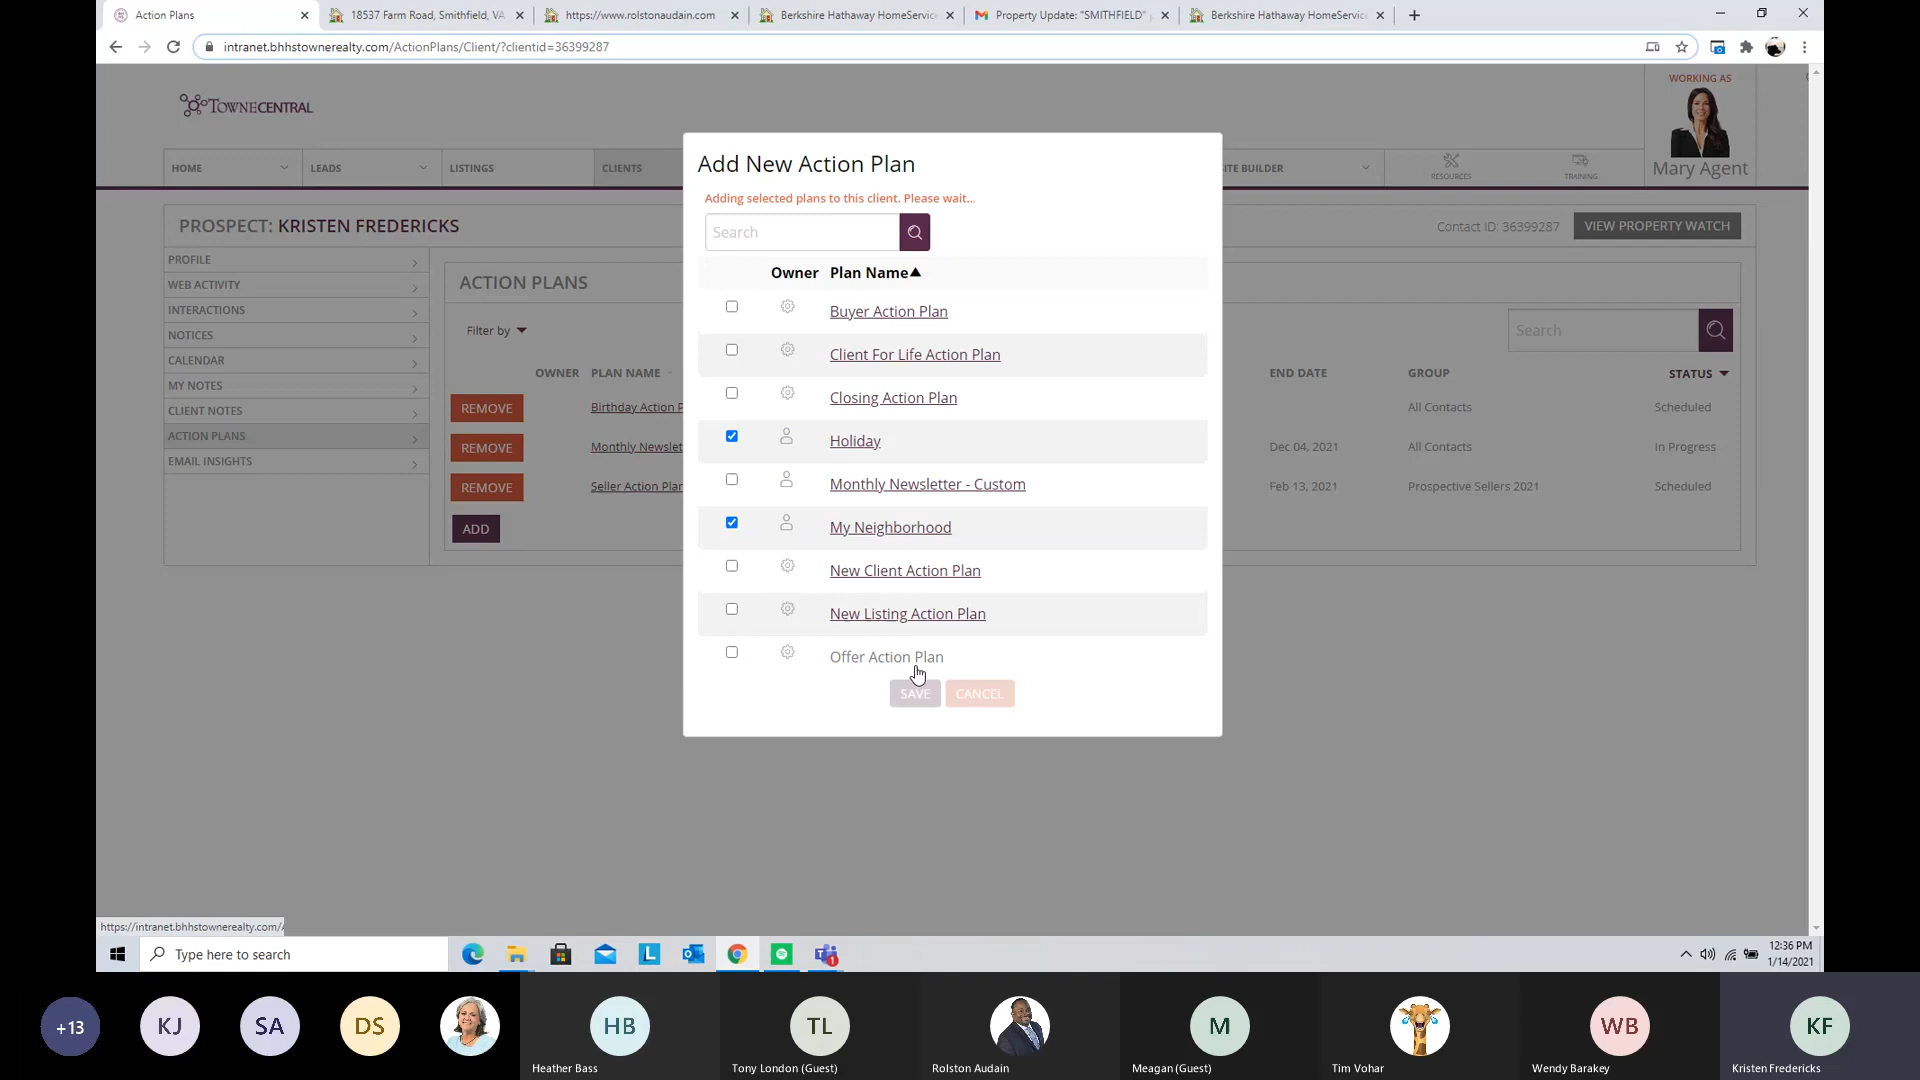 Action Plans
18537 Farm Road, Smithfield, VA
https://www.rolstonaudain.com
Berkshire Hathaway HomeService
Property Update: "SMITHFIELD"
Berkshire Hathaway HomeService
intranet.bhhstownerealty.com/ActionPlans/Client/?clientid=36399287
TOWNECENTRAL
WORKING AS
Mary Agent
HOME
LEADS
LISTINGS
CLIENTS
SITE BUILDER
RESOURCES
TRAINING
PROSPECT: KRISTEN FREDERICKS
Contact ID: 36399287
VIEW PROPERTY WATCH
PROFILE
WEB ACTIVITY
INTERACTIONS
NOTICES
CALENDAR
MY NOTES
CLIENT NOTES
ACTION PLANS
EMAIL INSIGHTS
ACTION PLANS
Filter by
Search
OWNER PLAN NAME END DATE GROUP STATUS
REMOVE Birthday Action P All Contacts Scheduled
REMOVE Monthly Newslet Dec 04, 2021 All Contacts In Progress
REMOVE Seller Action Plan Feb 13, 2021 Prospective Sellers 2021 Scheduled
ADD
Add New Action Plan
Adding selected plans to this client. Please wait...
Search
Owner Plan Name
Buyer Action Plan
Client For Life Action Plan
Closing Action Plan
Holiday
Monthly Newsletter - Custom
My Neighborhood
New Client Action Plan
New Listing Action Plan
Offer Action Plan
SAVE CANCEL
https://intranet.bhhstownerealty.com/
Type here to search
L
1
12:36 PM
1/14/2021
+13
KJ
SA
DS
HB
Heather Bass
TL
Tony London (Guest)
Rolston Audain
M
Meagan (Guest)
Tim Vohar
WB
Wendy Barakey
KF
Kristen Fredericks